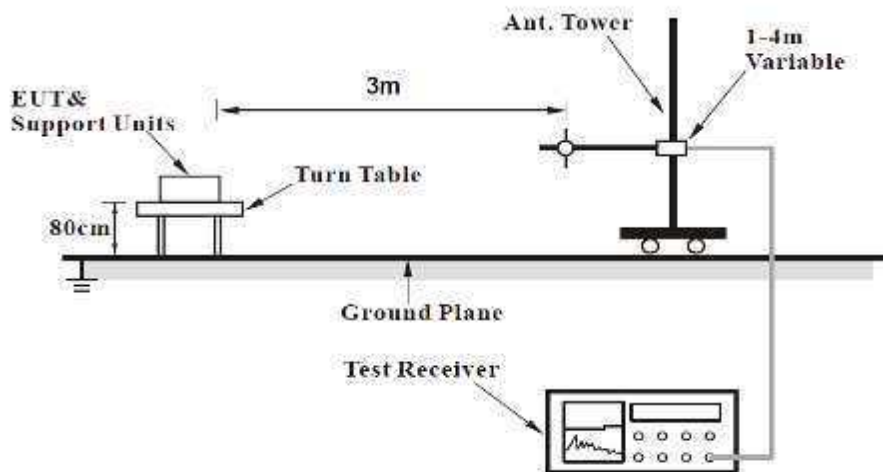 Ant. Tower
1-4m
Variable
3m
EUT&
Support Units
Turn Table
80cm
Ground Plane
Test Receiver